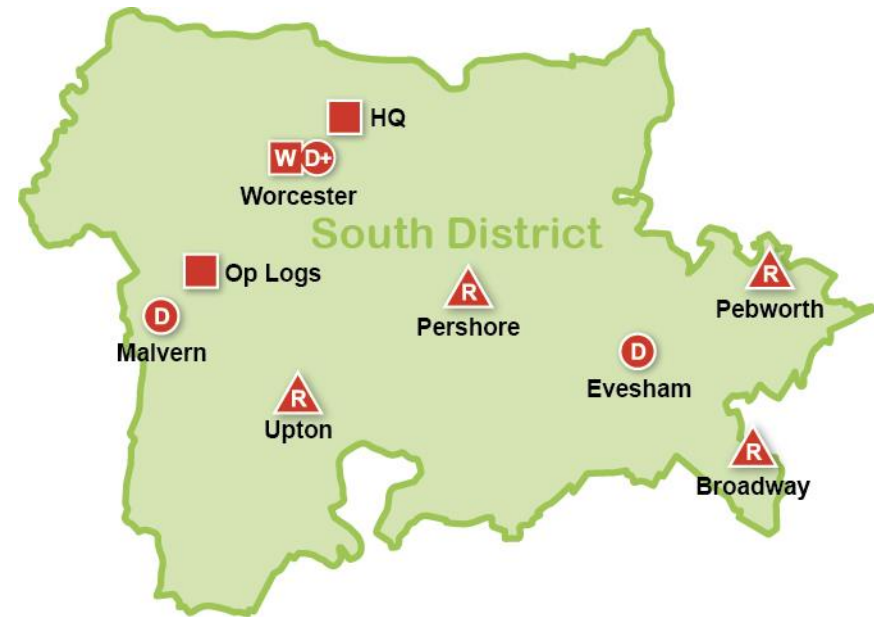 HQ
W D+
Worcester
South District
Op Logs
R
Pershore
R
Pebworth
D
Malvern
D
Evesham
R
Upton
R
Broadway